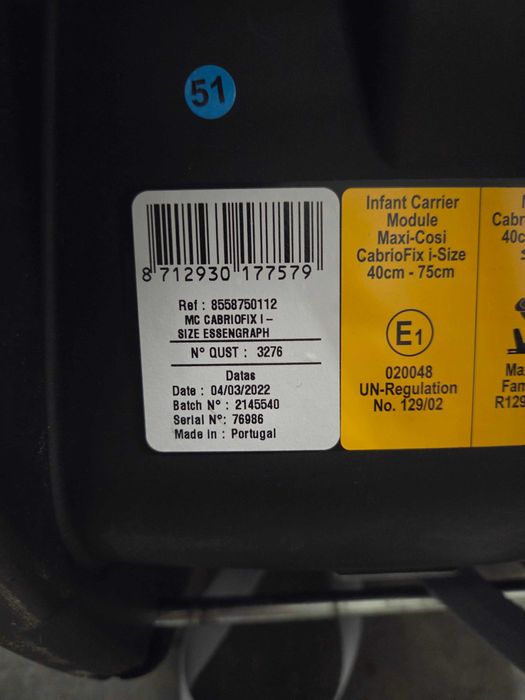 51
8 712930 177579
Ref : 8558750112
MC CABRIOFIX I –
SIZE ESSENGRAPH
N° QUST : 3276
Datas
Date : 04/03/2022
Batch N° : 2145540
Serial N°: 76986
Made in : Portugal
Infant Carrier
Module
Maxi-Cosi
CabrioFix i-Size
40cm - 75cm
E1
020048
UN-Regulation
No. 129/02